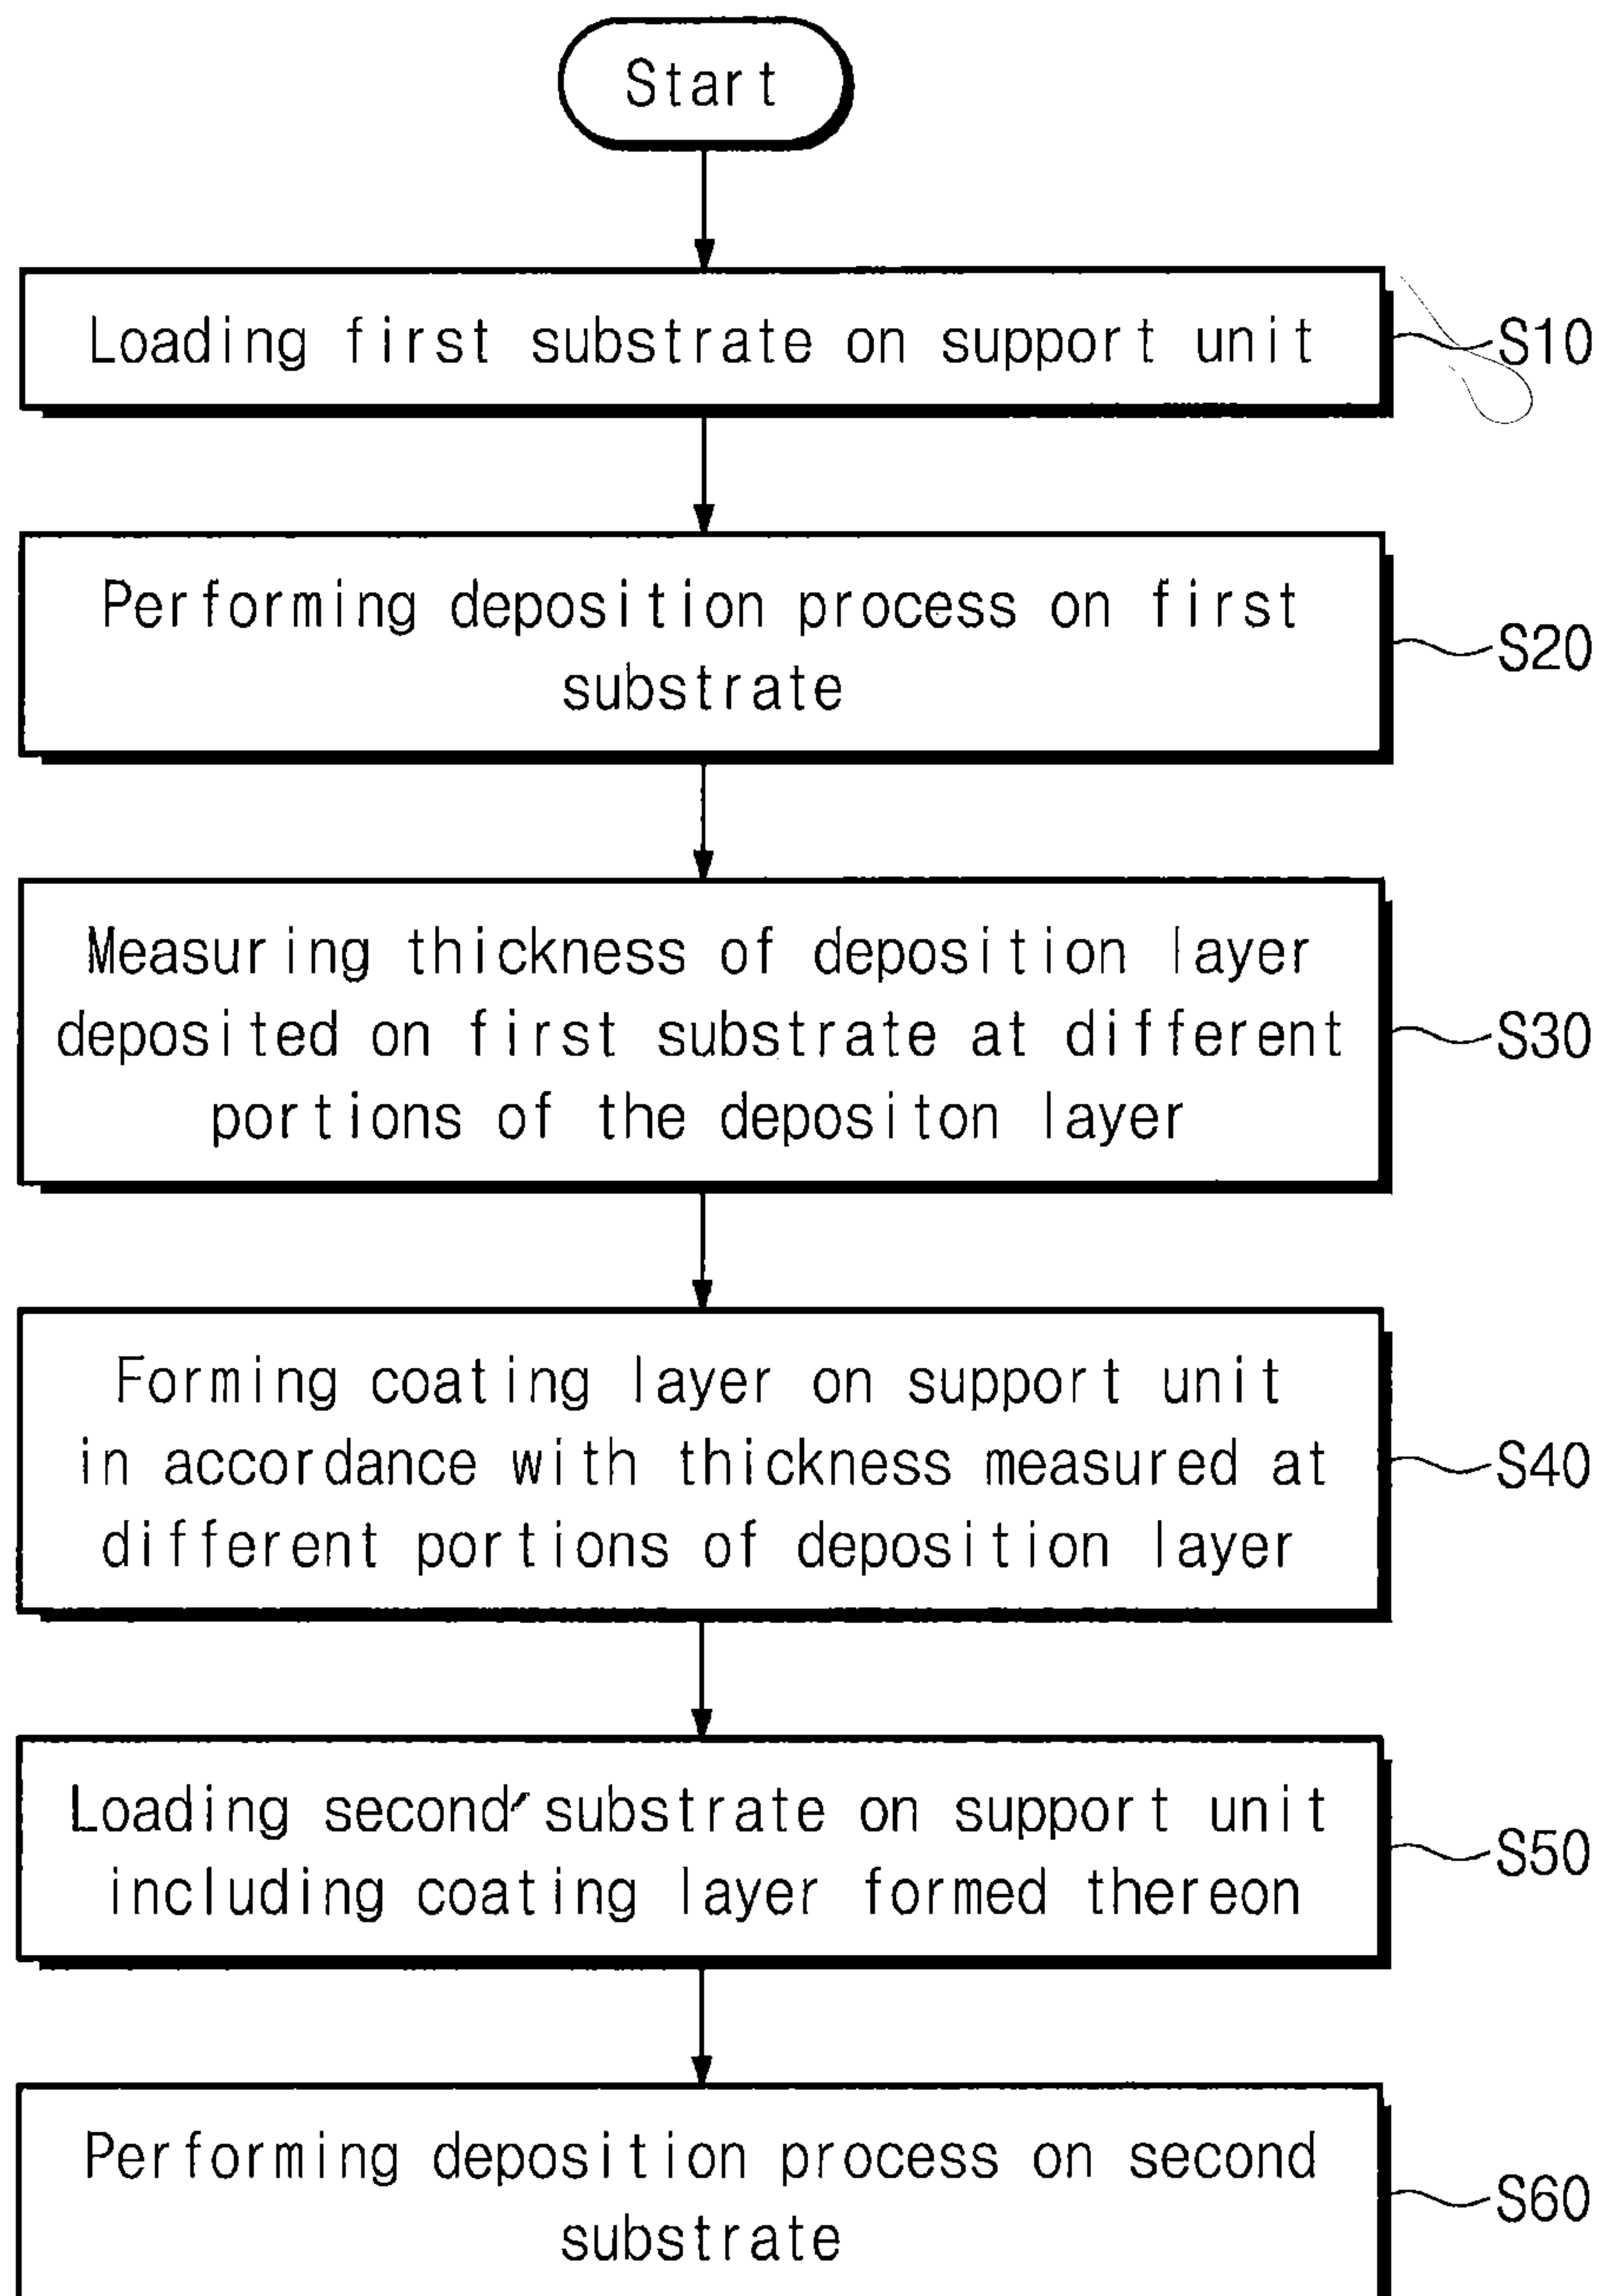 Start
Loading first substrate on support unit
S10
Performing deposition process on first
substrate
S20
Measuring thickness of deposition layer
deposited on first substrate at different
portions of the depositon layer
S30
Forming coating layer on support unit
in accordance with thickness measured at
different portions of deposition layer
S40
Loading second substrate on support unit
including coating layer formed thereon
S50
Performing deposition process on second
substrate
S60